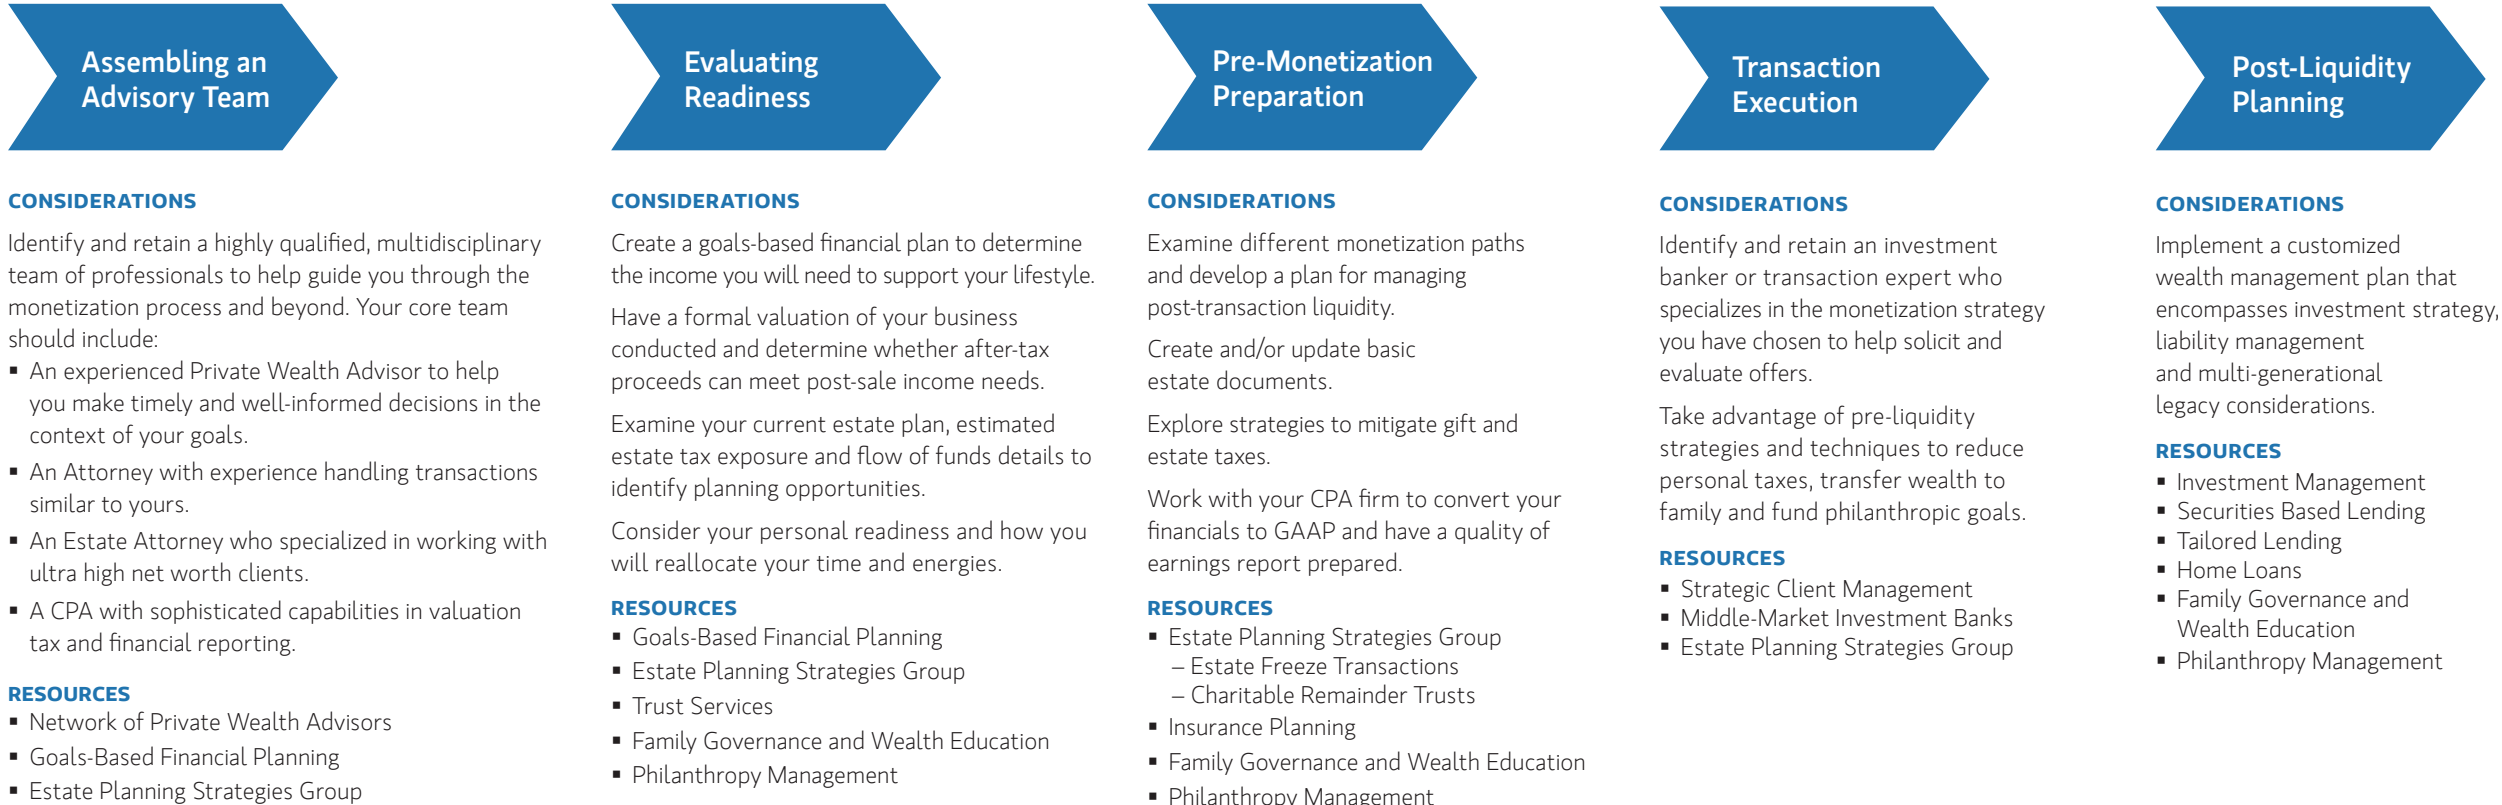 Assembling an
Advisory Team
CONSIDERATIONS
Identify and retain a highly qualified, multidisciplinary
team of professionals to help guide you through the
monetization process and beyond. Your core team
should include:
▪ An experienced Private Wealth Advisor to help
you make timely and well-informed decisions in the
context of your goals.
▪ An Attorney with experience handling transactions
similar to yours.
▪ An Estate Attorney who specialized in working with
ultra high net worth clients.
▪ A CPA with sophisticated capabilities in valuation
tax and financial reporting.
RESOURCES
▪ Network of Private Wealth Advisors
▪ Goals-Based Financial Planning
▪ Estate Planning Strategies Group
Evaluating
Readiness
CONSIDERATIONS
Create a goals-based financial plan to determine
the income you will need to support your lifestyle.
Have a formal valuation of your business
conducted and determine whether after-tax
proceeds can meet post-sale income needs.
Examine your current estate plan, estimated
estate tax exposure and flow of funds details to
identify planning opportunities.
Consider your personal readiness and how you
will reallocate your time and energies.
RESOURCES
▪ Goals-Based Financial Planning
▪ Estate Planning Strategies Group
▪ Trust Services
▪ Family Governance and Wealth Education
▪ Philanthropy Management
Pre-Monetization
Preparation
CONSIDERATIONS
Examine different monetization paths
and develop a plan for managing
post-transaction liquidity.
Create and/or update basic
estate documents.
Explore strategies to mitigate gift and
estate taxes.
Work with your CPA firm to convert your
financials to GAAP and have a quality of
earnings report prepared.
RESOURCES
▪ Estate Planning Strategies Group
– Estate Freeze Transactions
– Charitable Remainder Trusts
▪ Insurance Planning
▪ Family Governance and Wealth Education
▪ Philanthropy Management
Transaction
Execution
CONSIDERATIONS
Identify and retain an investment
banker or transaction expert who
specializes in the monetization strategy
you have chosen to help solicit and
evaluate offers.
Take advantage of pre-liquidity
strategies and techniques to reduce
personal taxes, transfer wealth to
family and fund philanthropic goals.
RESOURCES
▪ Strategic Client Management
▪ Middle-Market Investment Banks
▪ Estate Planning Strategies Group
Post-Liquidity
Planning
CONSIDERATIONS
Implement a customized
wealth management plan that
encompasses investment strategy,
liability management
and multi-generational
legacy considerations.
RESOURCES
▪ Investment Management
▪ Securities Based Lending
▪ Tailored Lending
▪ Home Loans
▪ Family Governance and
Wealth Education
▪ Philanthropy Management